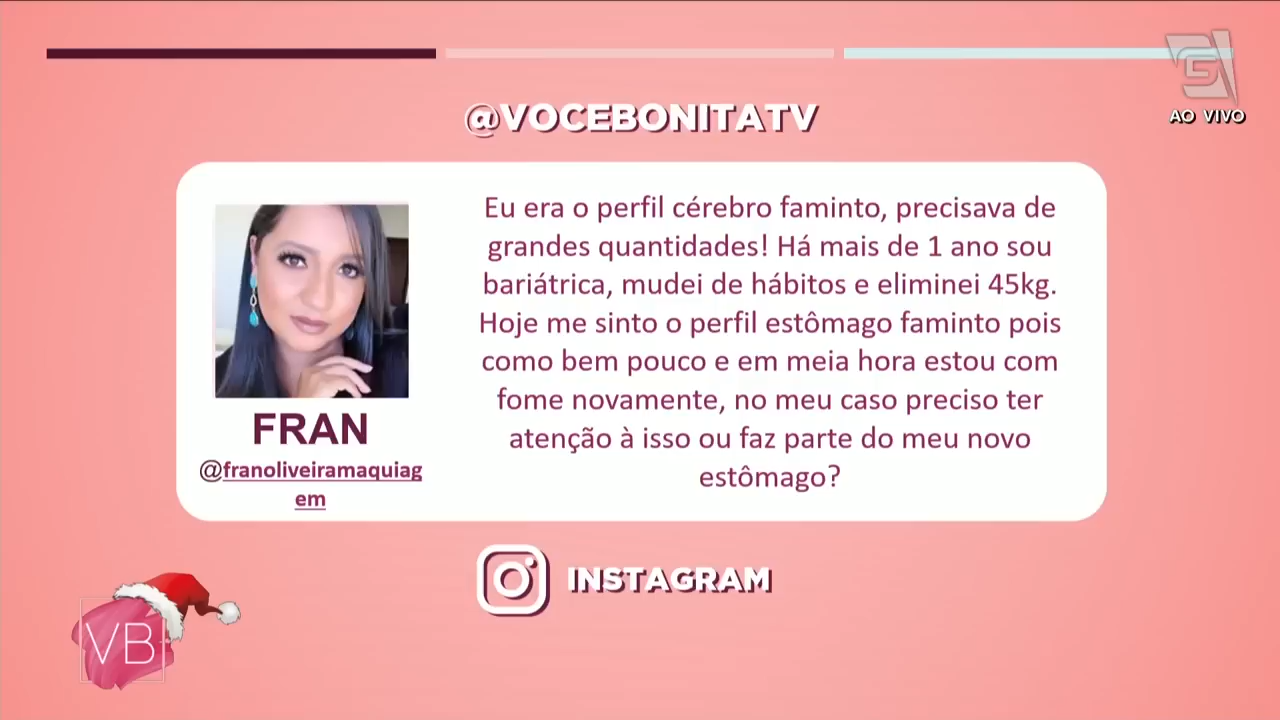 @VOCEBONITATV
AO VIVO
Eu era o perfil cérebro faminto, precisava de
grandes quantidades! Há mais de 1 ano sou
bariátrica, mudei de hábitos e eliminei 45kg.
Hoje me sinto o perfil estômago faminto pois
como bem pouco e em meia hora estou com
fome novamente, no meu caso preciso ter
atenção à isso ou faz parte do meu novo
estômago?
FRAN
@franoliveiramaquiag
em
INSTAGRAM
VB